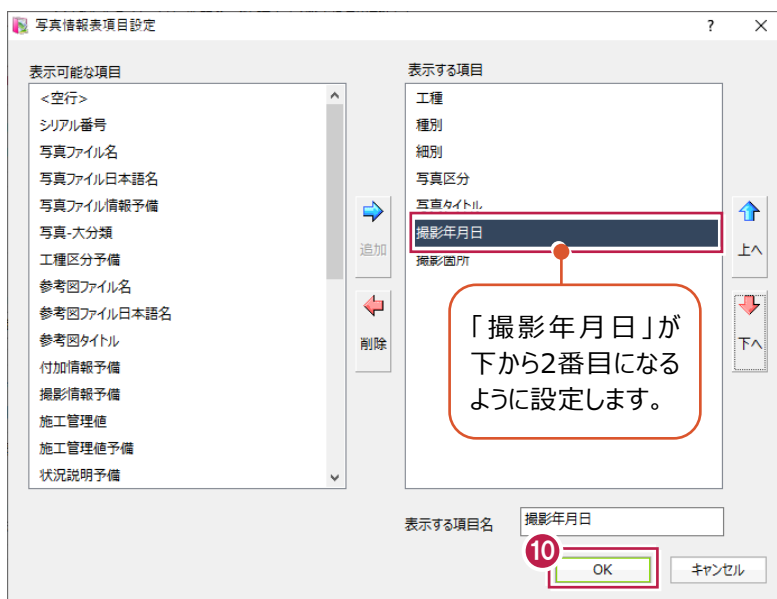 写真情報表項目設定
?
×
表示可能な項目
<空行>
シリアル番号
写真ファイル名
写真ファイル日本語名
写真ファイル情報予備
写真-大分類
工種区分予備
参考図ファイル名
参考図ファイル日本語名
参考図タイトル
付加情報予備
撮影情報予備
施工管理値
施工管理値予備
状況説明予備
追加
削除
表示する項目
工種
種別
細別
写真区分
写真タイトル
撮影年月日
撮影箇所
「撮影年月日」が
下から2番目になる
ように設定します。
上へ
下へ
表示する項目名
撮影年月日
10
OK
キャンセル